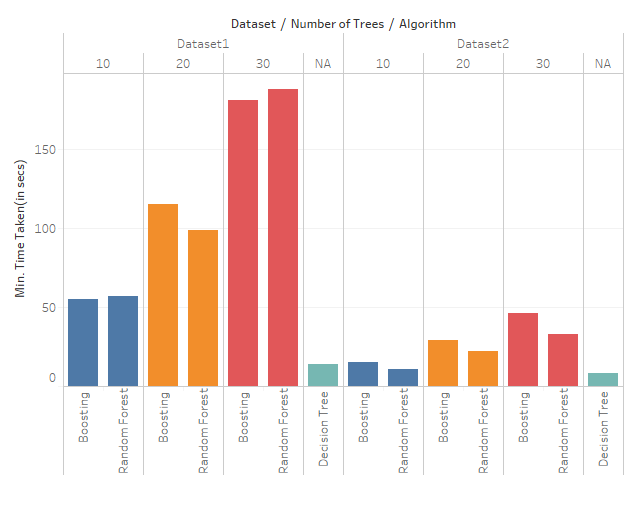 Dataset / Number of Trees / Algorithm
Dataset1
Dataset2
10
20
30
NA
10
20
30
NA
Min. Time Taken(in secs)
150
100
50
0
Boosting
Random Forest
Boosting
Random Forest
Boosting
Random Forest
Decision Tree
Boosting
Random Forest
Boosting
Random Forest
Boosting
Random Forest
Decision Tree